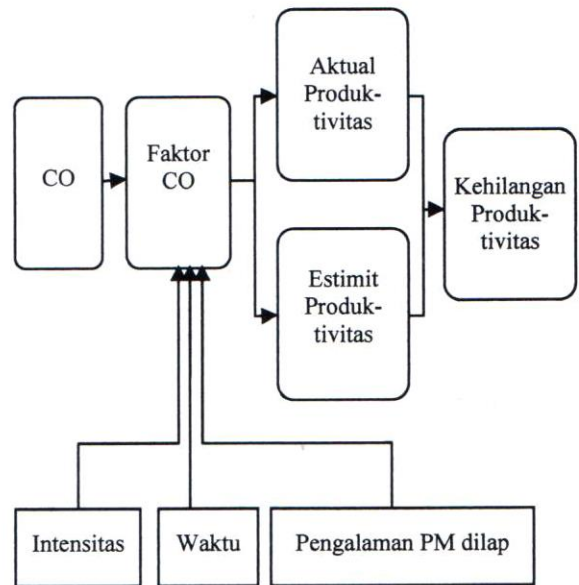 CO
Faktor
CO
Aktual
Produk-
tivitas
Estimit
Produk-
tivitas
Kehilangan
Produk-
tivitas
Intensitas
Waktu
Pengalaman PM dilap